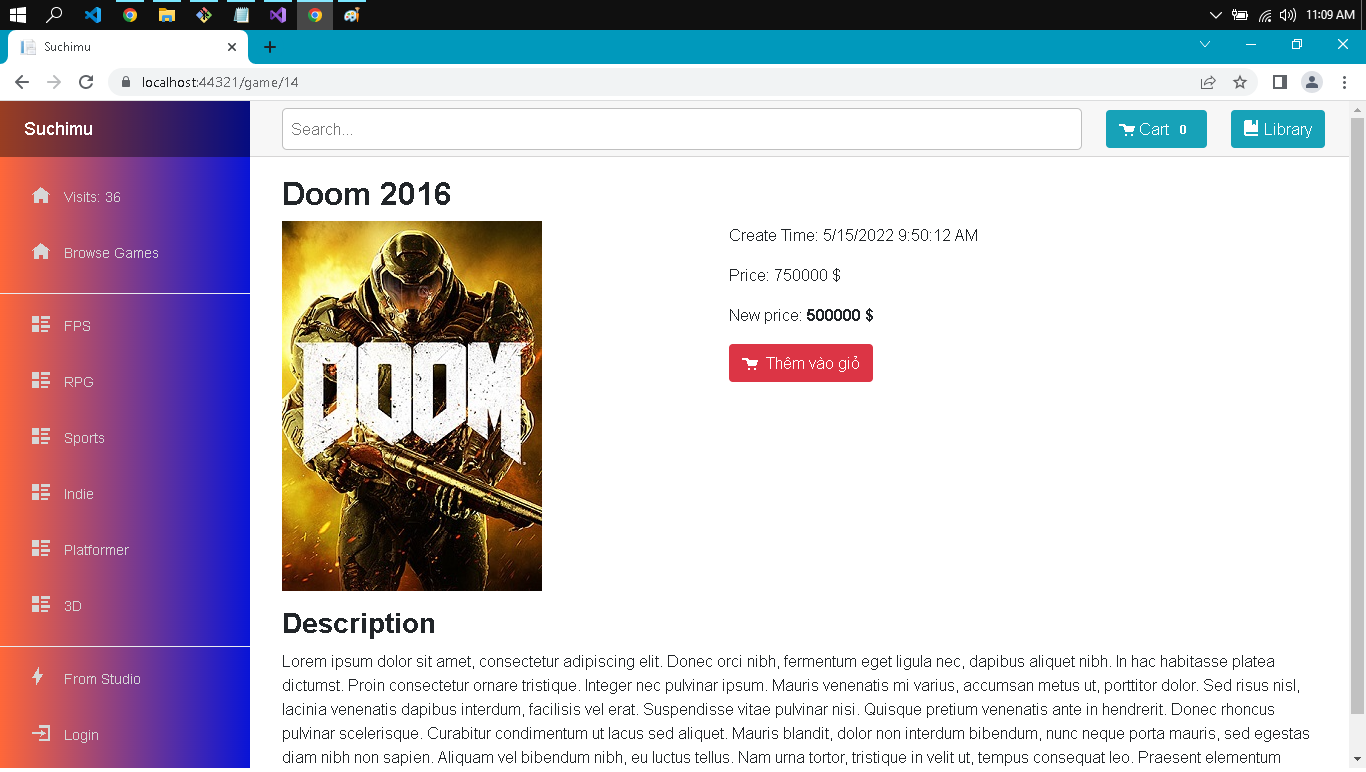 11:09 AM
Suchimu
localhost:44321/game/14
Suchimu
Search...
Cart 0
Library
Visits: 36
Browse Games
FPS
RPG
Sports
Indie
Platformer
3D
From Studio
Login
Doom 2016
DOOM
Create Time: 5/15/2022 9:50:12 AM
Price: 750000 $
New price: 500000 $
Thêm vào giỏ
Description
Lorem ipsum dolor sit amet, consectetur adipiscing elit. Donec orci nibh, fermentum eget ligula nec, dapibus aliquet nibh. In hac habitasse platea
dictumst. Proin consectetur ornare tristique. Integer nec pulvinar ipsum. Mauris venenatis mi varius, accumsan metus ut, porttitor dolor. Sed risus nisl,
lacinia venenatis dapibus interdum, facilisis vel erat. Suspendisse vitae pulvinar nisi. Quisque pretium venenatis ante in hendrerit. Donec rhoncus
pulvinar scelerisque. Curabitur condimentum ut lacus sed aliquet. Mauris blandit, dolor non interdum bibendum, nunc neque porta mauris, sed egestas
diam nibh non sapien. Aliquam vel bibendum nibh, eu luctus tellus. Nam urna tortor, tristique in velit ut, tempus consequat leo. Praesent elementum